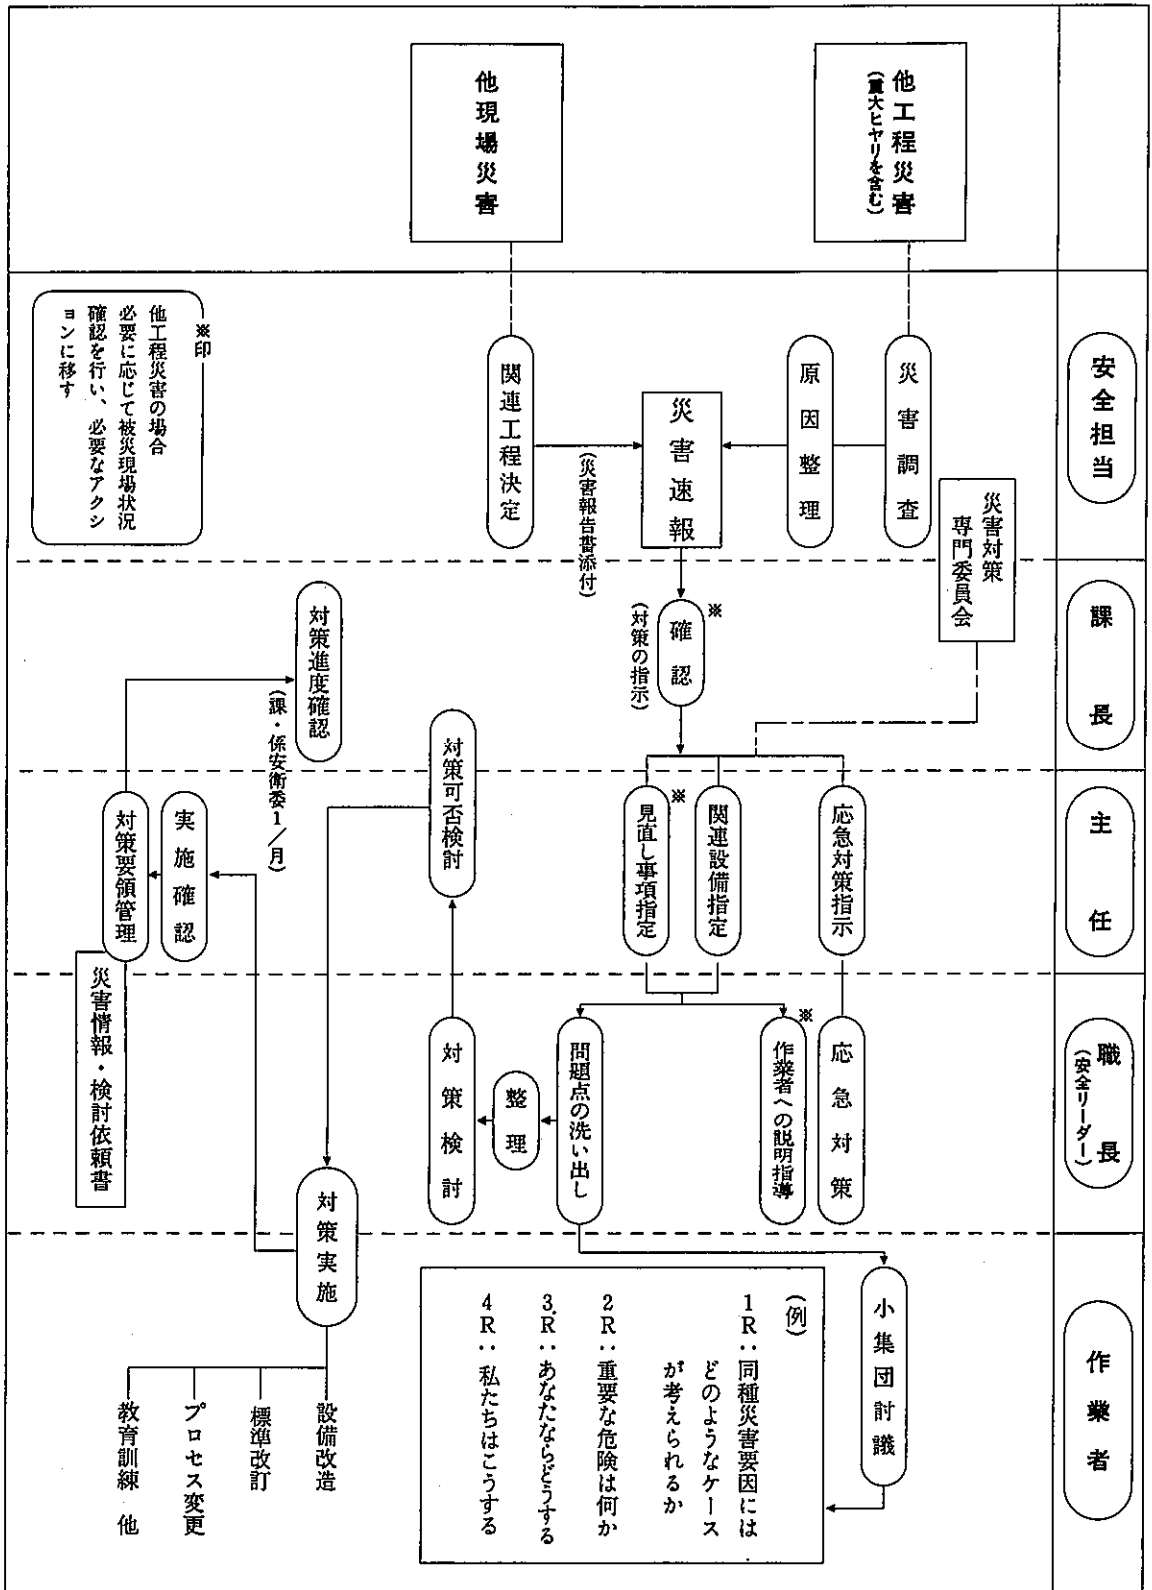 安全担当
課長
主任
職長
(安全リーダー)
作業者
他工程災害
(重大ヒヤリを含む)
他現場災害
災害調査
原因整理
災害速報
関連工程決定
(災害報告書添付)
※印
他工程災害の場合
必要に応じて被災現場状況
確認を行い、必要なアクシ
ョンに移す
災害対策
専門委員会
※
確認
(対策の指示)
対策可否検討
対策進度確認
(課・係安衛委1/月)
応急対策指示
関連設備指定
※
見直し事項指定
実施確認
対策要領管理
災害情報・検討依頼書
応急対策
※
作業者への説明指導
問題点の洗い出し
整理
対策検討
対策実施
小集団討議
(例)
1R:同種災害要因には
どのようなケース
が考えられるか
2R:重要な危険は何か
3R:あなたならどうする
4R:私たちはこうする
設備改造
標準改訂
プロセス変更
教育訓練 他